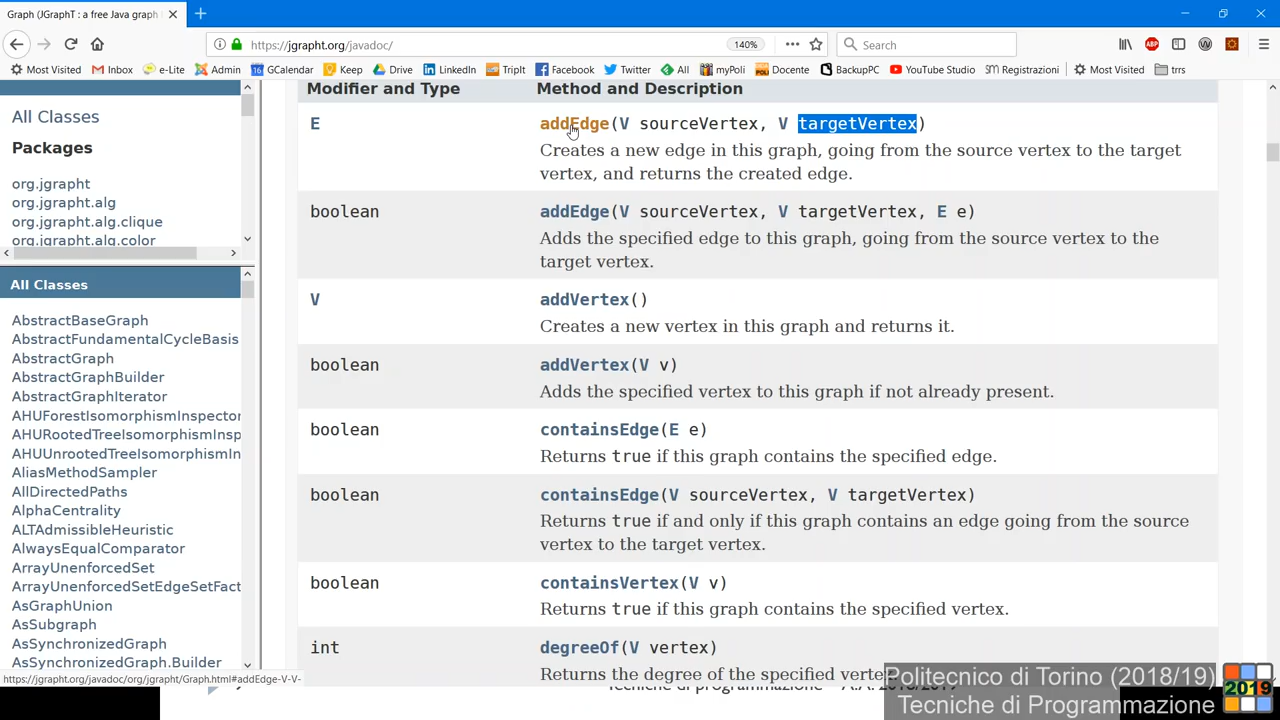 Graph (JGraphT : a free Java graph
https://jgrapht.org/javadoc/
140%
Search
Most Visited
Inbox
e-Lite
Admin
GCalendar
Keep
Drive
LinkedIn
TripIt
Facebook
Twitter
All
myPoli
Docente
BackupPC
YouTube Studio
Registrazioni
Most Visited
trrs
All Classes
Packages
org.jgrapht
org.jgrapht.alg
org.jgrapht.alg.clique
org.jgrapht.alg.color
All Classes
AbstractBaseGraph
AbstractFundamentalCycleBasis
AbstractGraph
AbstractGraphBuilder
AbstractGraphIterator
AHUForestIsomorphismInspector
AHURootedTreeIsomorphismInsp
AHUUnrootedTreeIsomorphismIn
AliasMethodSampler
AllDirectedPaths
AlphaCentrality
ALTAdmissibleHeuristic
AlwaysEqualComparator
ArrayUnenforcedSet
ArrayUnenforcedSetEdgeSetFact
AsGraphUnion
AsSubgraph
AsSynchronizedGraph
AsSynchronizedGraph.Builder
Modifier and Type Method and Description
E addEdge(V sourceVertex, V targetVertex)
Creates a new edge in this graph, going from the source vertex to the target
vertex, and returns the created edge.
boolean addEdge(V sourceVertex, V targetVertex, E e)
Adds the specified edge to this graph, going from the source vertex to the
target vertex.
V addVertex()
Creates a new vertex in this graph and returns it.
boolean addVertex(V v)
Adds the specified vertex to this graph if not already present.
boolean containsEdge(E e)
Returns true if this graph contains the specified edge.
boolean containsEdge(V sourceVertex, V targetVertex)
Returns true if and only if this graph contains an edge going from the source
vertex to the target vertex.
boolean containsVertex(V v)
Returns true if this graph contains the specified vertex.
int degreeOf(V vertex)
Returns the degree of the specified
https://jgrapht.org/javadoc/org/jgrapht/Graph.html#addEdge-V-V-
Politecnico di Torino (2018/19)
Tecniche di Programmazione
2019